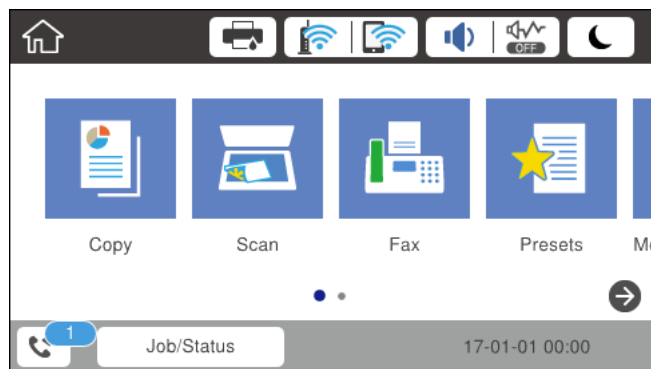 OFF
Copy
Scan
Fax
Presets
1
Job/Status
17-01-01 00:00